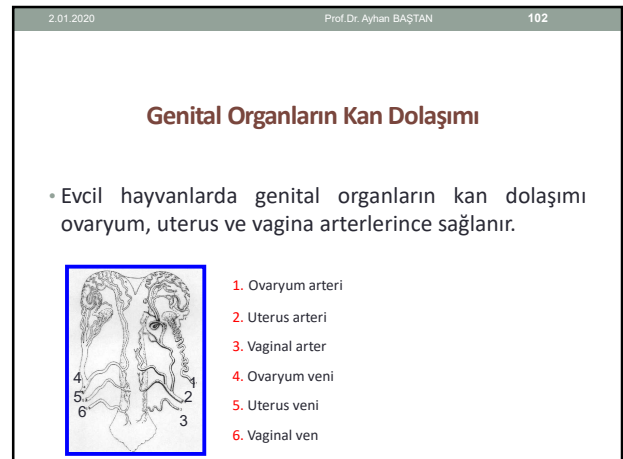 2.01.2020 Prof.Dr. Ayhan BAŞTAN 102
Genital Organların Kan Dolaşımı
• Evcil hayvanlarda genital organların kan dolaşımı
ovaryum, uterus ve vagina arterlerince sağlanır.
1. Ovaryum arteri
2. Uterus arteri
3. Vaginal arter
4. Ovaryum veni
5. Uterus veni
6. Vaginal ven
4 1
5 2
6 3